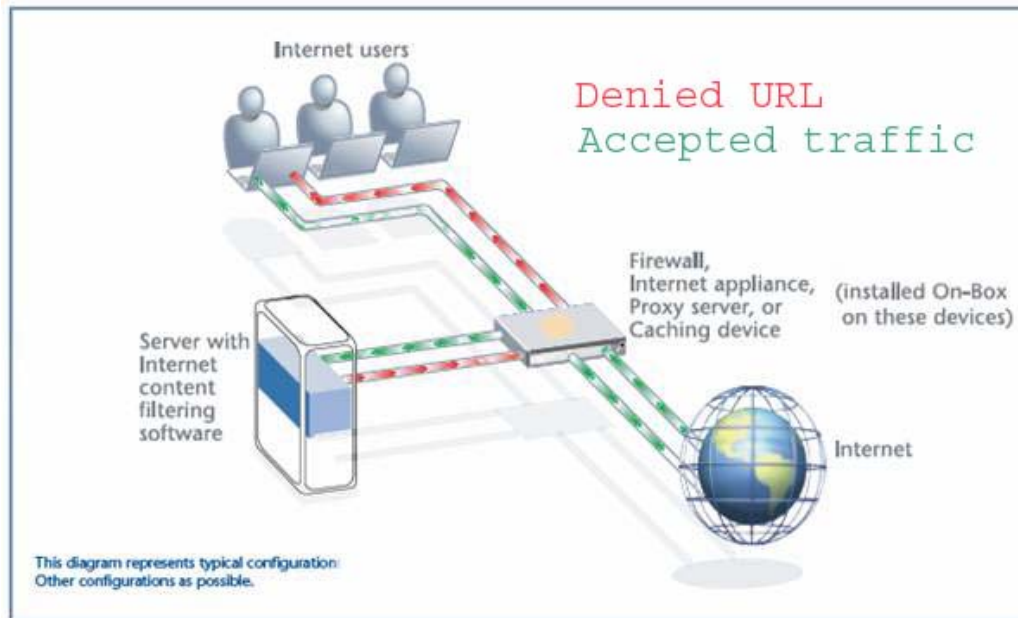 Internet users
Denied URL
Accepted traffic
Firewall,
Internet appliance,
Proxy server, or
Caching device
(installed On-Box
on these devices)
Server with
Internet
content
filtering
software
Internet
This diagram represents typical configuration:
Other configurations as possible.